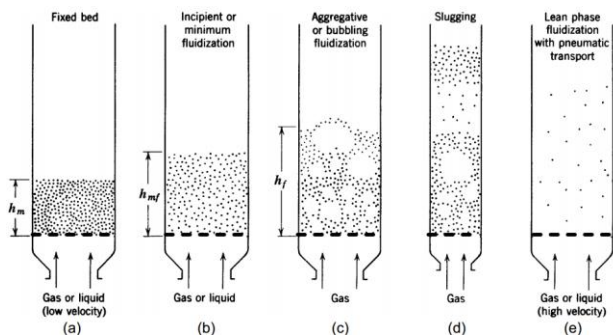 Fixed bed
Incipient or
minimum
fluidization
Aggregative
or bubbling
fluidization
Slugging
Lean phase
fluidization
with pneumatic
transport
h_m
h_mf
h_f
Gas or liquid
(low velocity)
Gas or liquid
Gas
Gas
Gas or liquid
(high velocity)
(a)
(b)
(c)
(d)
(e)